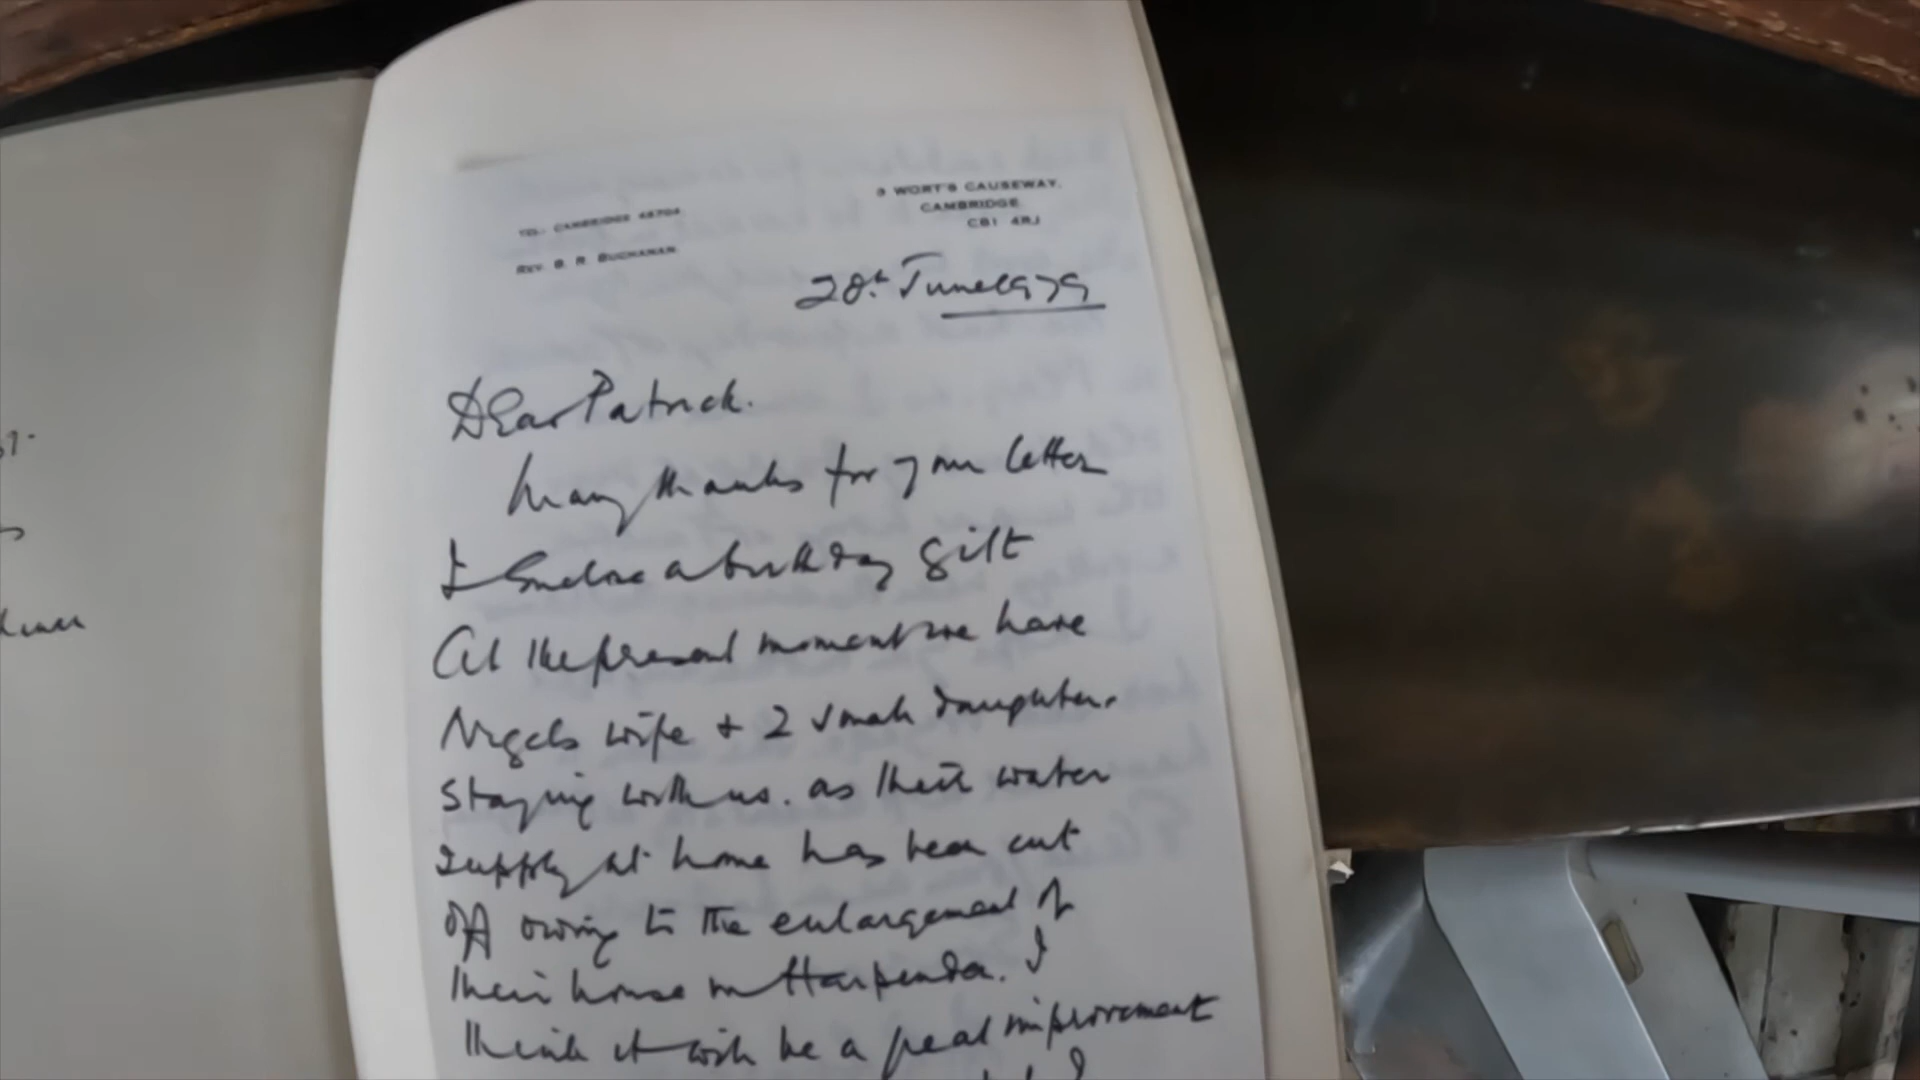 TEL. CAMBRIDGE 48704
REV. B. R. BUCHANAN
9 WORT'S CAUSEWAY,
CAMBRIDGE.
CB1 4RJ
28th June 1979
Dear Patrick.
Many thanks for your letter
I Enclose a birthday gift
At the present moment we have
Nigels wife + 2 small daughters.
staying with us. as their water
supply at home has been cut
off owing to the enlargement of
their house in Harpenden. I
think it will be a great improvement